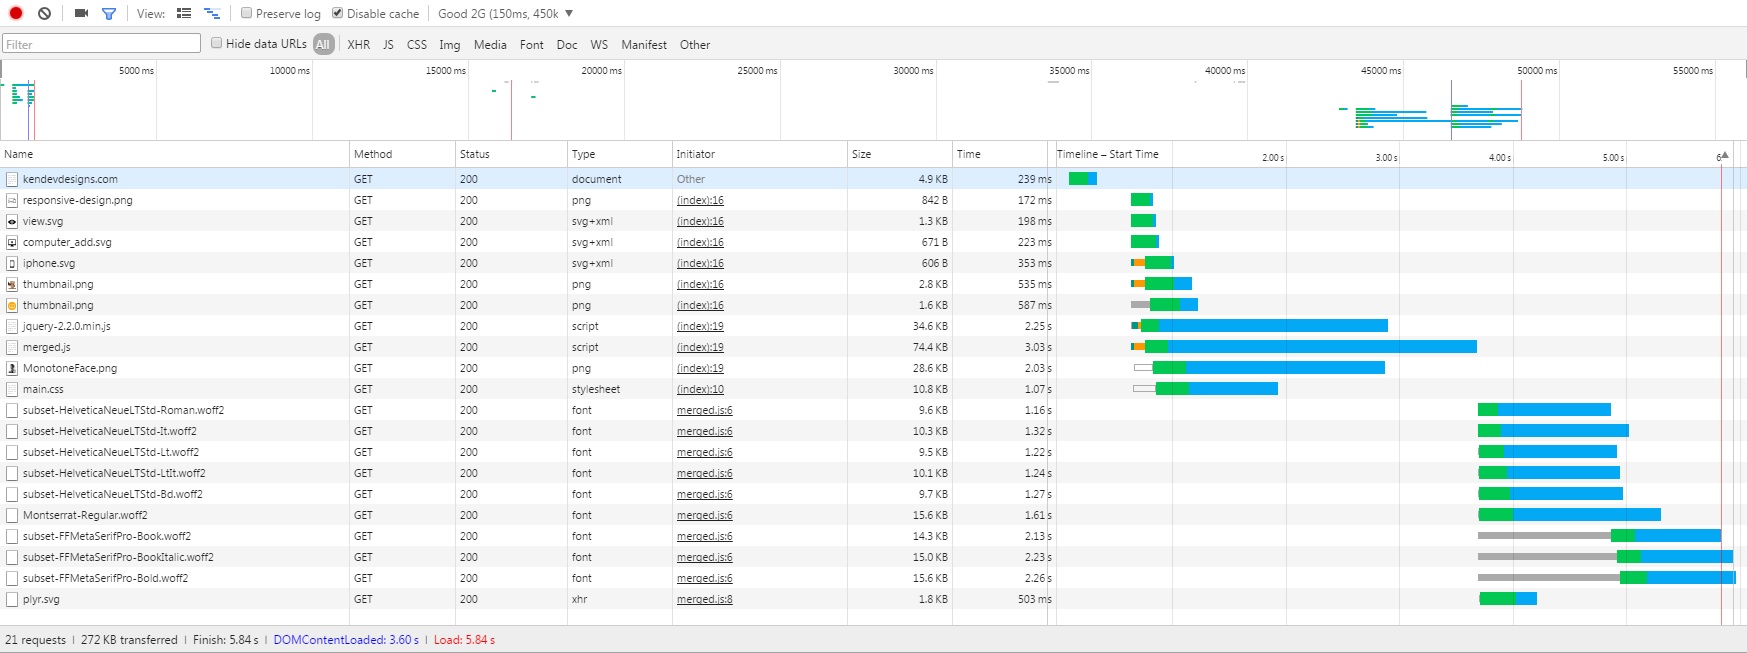 View: Preserve log Disable cache Good 2G (150ms, 450k ▼
Filter Hide data URLs All XHR JS CSS Img Media Font Doc WS Manifest Other
5000 ms 10000 ms 15000 ms 20000 ms 25000 ms 30000 ms 35000 ms 40000 ms 45000 ms 50000 ms 55000 ms
Name Method Status Type Initiator Size Time Timeline – Start Time 2.00 s 3.00 s 4.00 s 5.00 s 6
kendevdesigns.com GET 200 document Other 4.9 KB 239 ms
responsive-design.png GET 200 png (index):16 842 B 172 ms
view.svg GET 200 svg+xml (index):16 1.3 KB 198 ms
computer_add.svg GET 200 svg+xml (index):16 671 B 223 ms
iphone.svg GET 200 svg+xml (index):16 606 B 353 ms
thumbnail.png GET 200 png (index):16 2.8 KB 535 ms
thumbnail.png GET 200 png (index):16 1.6 KB 587 ms
jquery-2.2.0.min.js GET 200 script (index):19 34.6 KB 2.25 s
merged.js GET 200 script (index):19 74.4 KB 3.03 s
MonotoneFace.png GET 200 png (index):19 28.6 KB 2.03 s
main.css GET 200 stylesheet (index):10 10.8 KB 1.07 s
subset-HelveticaNeueLTStd-Roman.woff2 GET 200 font merged.js:6 9.6 KB 1.16 s
subset-HelveticaNeueLTStd-It.woff2 GET 200 font merged.js:6 10.3 KB 1.32 s
subset-HelveticaNeueLTStd-Lt.woff2 GET 200 font merged.js:6 9.5 KB 1.22 s
subset-HelveticaNeueLTStd-LtIt.woff2 GET 200 font merged.js:6 10.1 KB 1.24 s
subset-HelveticaNeueLTStd-Bd.woff2 GET 200 font merged.js:6 9.7 KB 1.27 s
Montserrat-Regular.woff2 GET 200 font merged.js:6 15.6 KB 1.61 s
subset-FFMetaSerifPro-Book.woff2 GET 200 font merged.js:6 14.3 KB 2.13 s
subset-FFMetaSerifPro-BookItalic.woff2 GET 200 font merged.js:6 15.0 KB 2.23 s
subset-FFMetaSerifPro-Bold.woff2 GET 200 font merged.js:6 15.6 KB 2.26 s
plyr.svg GET 200 xhr merged.js:8 1.8 KB 503 ms
21 requests | 272 KB transferred | Finish: 5.84 s | DOMContentLoaded: 3.60 s | Load: 5.84 s